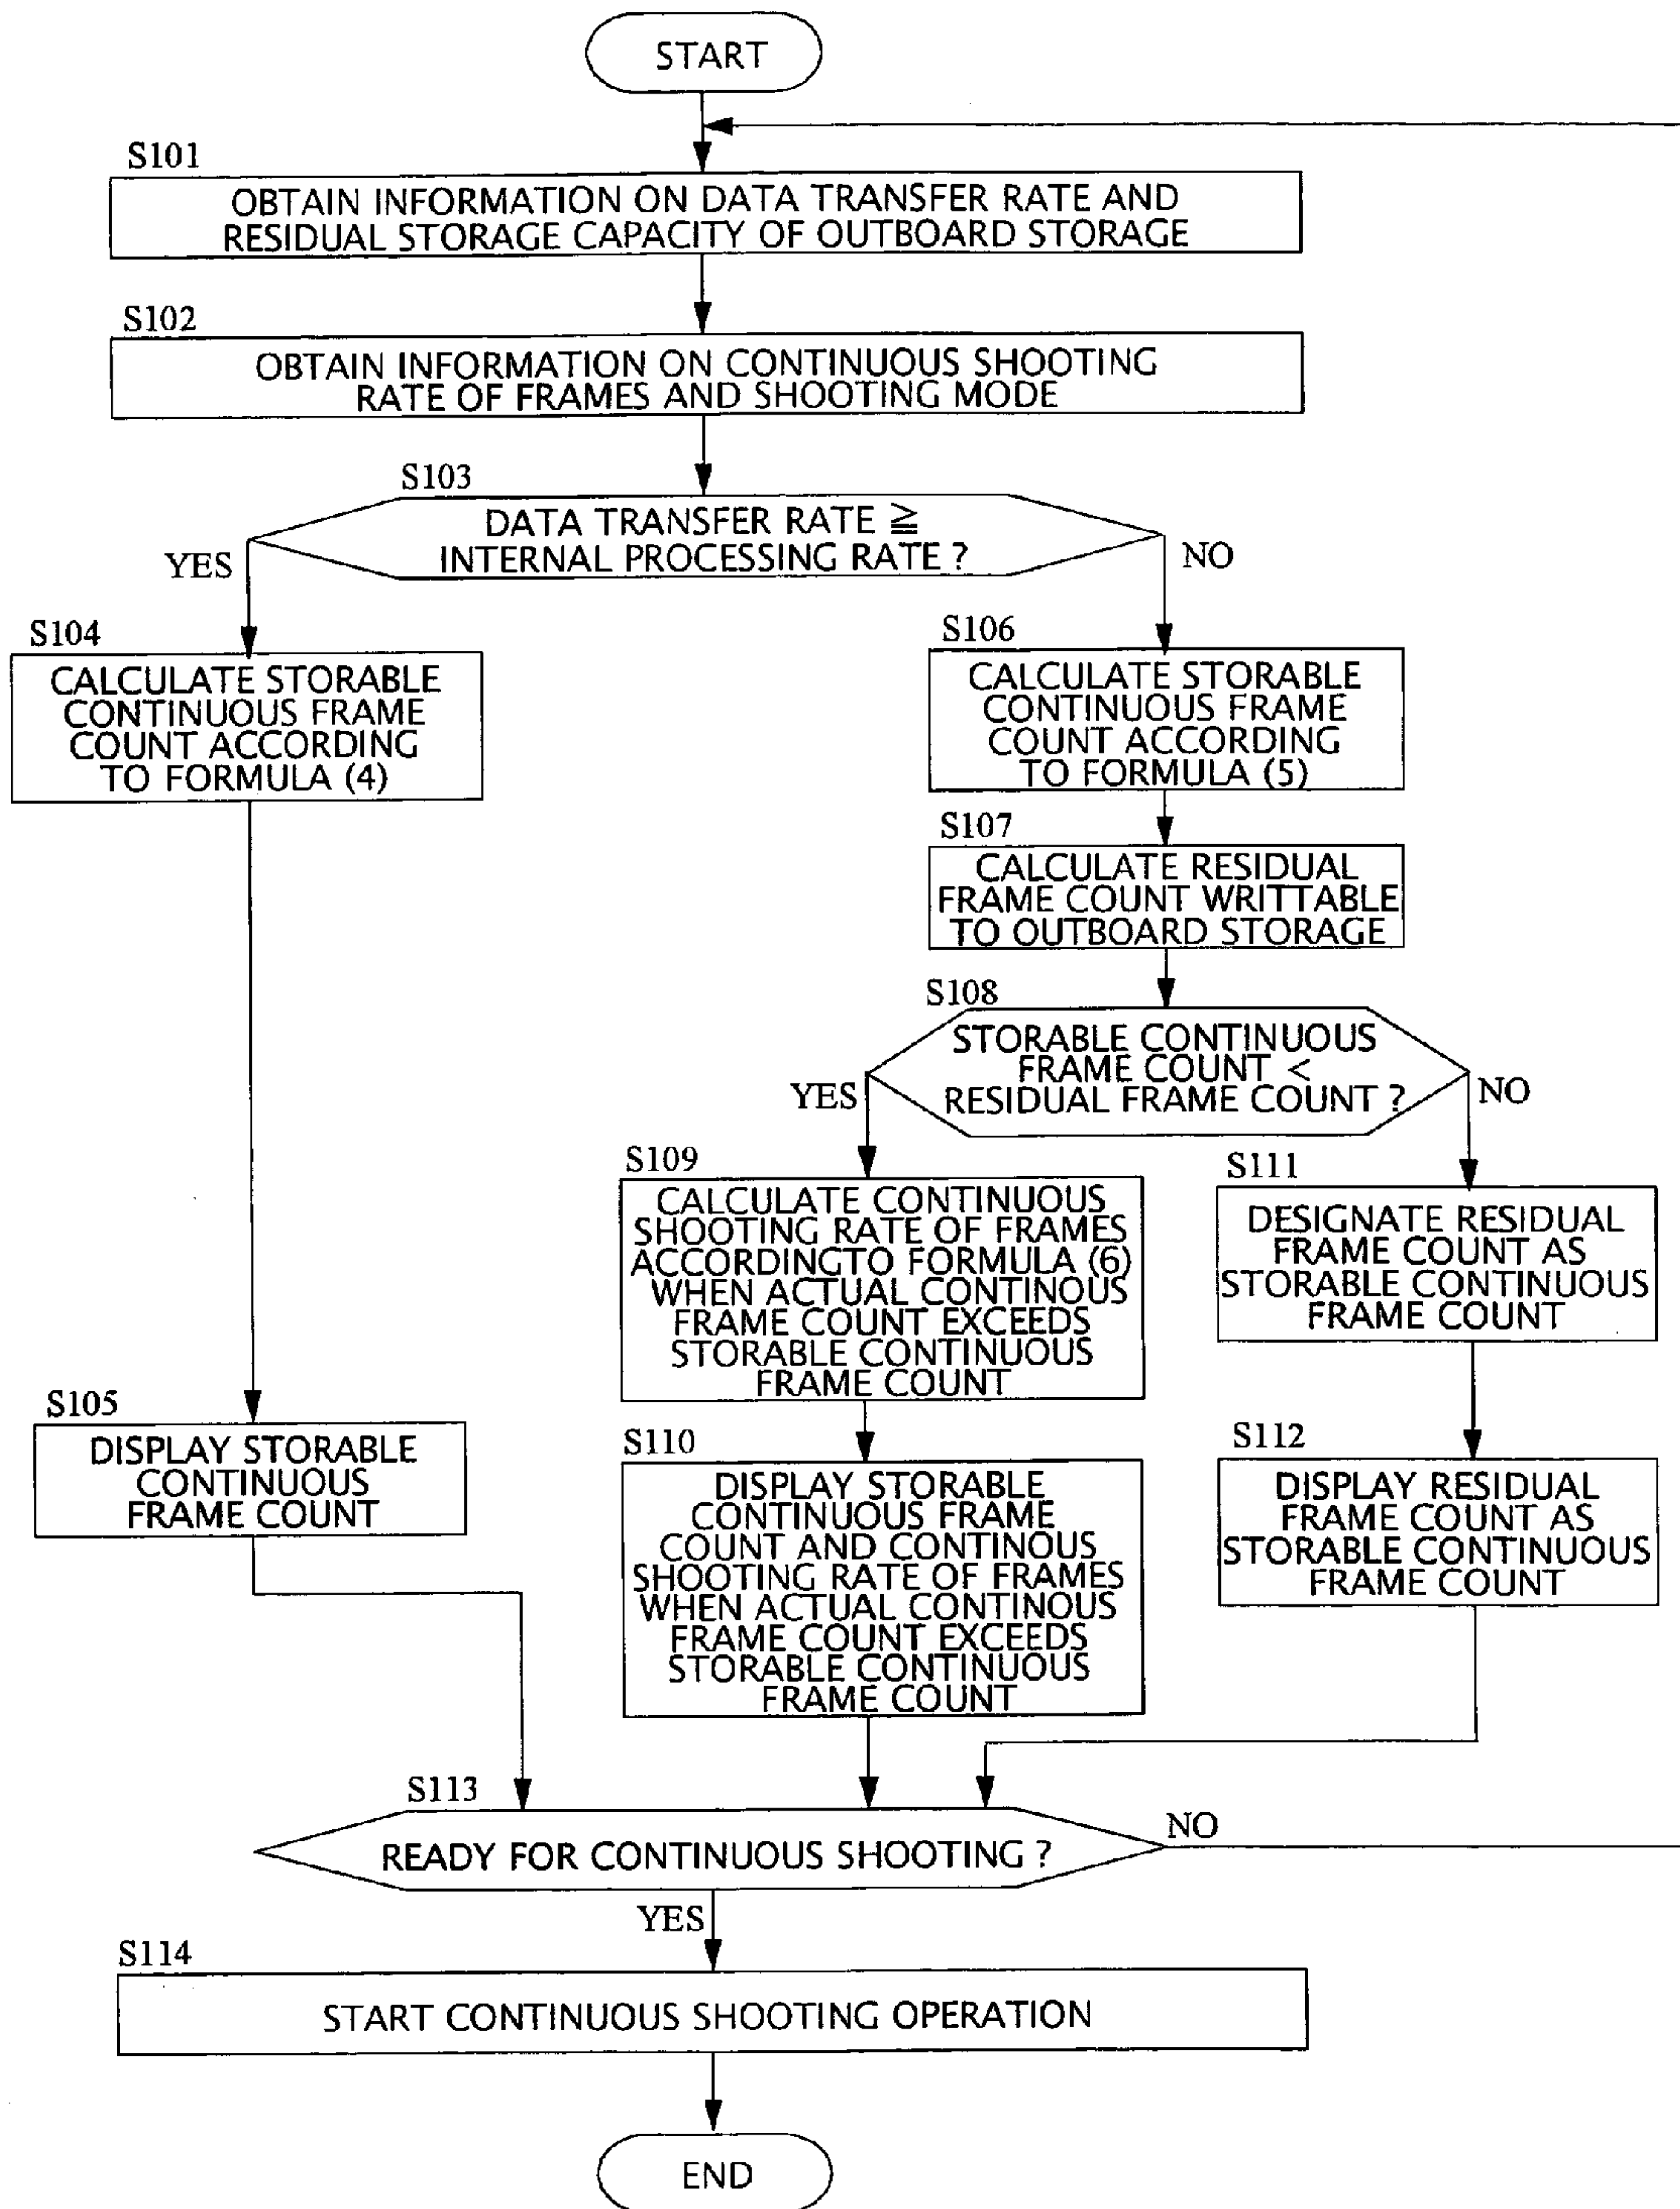 START
S101
OBTAIN INFORMATION ON DATA TRANSFER RATE AND
RESIDUAL STORAGE CAPACITY OF OUTBOARD STORAGE
S102
OBTAIN INFORMATION ON CONTINUOUS SHOOTING
RATE OF FRAMES AND SHOOTING MODE
S103
DATA TRANSFER RATE ≧
INTERNAL PROCESSING RATE ?
YES
NO
S104
CALCULATE STORABLE
CONTINUOUS FRAME
COUNT ACCORDING
TO FORMULA (4)
S105
DISPLAY STORABLE
CONTINUOUS
FRAME COUNT
S106
CALCULATE STORABLE
CONTINUOUS FRAME
COUNT ACCORDING
TO FORMULA (5)
S107
CALCULATE RESIDUAL
FRAME COUNT WRITTABLE
TO OUTBOARD STORAGE
S108
STORABLE CONTINUOUS
FRAME COUNT <
RESIDUAL FRAME COUNT ?
YES
NO
S109
CALCULATE CONTINUOUS
SHOOTING RATE OF FRAMES
ACCORDINGTO FORMULA (6)
WHEN ACTUAL CONTINOUS
FRAME COUNT EXCEEDS
STORABLE CONTINUOUS
FRAME COUNT
S110
DISPLAY STORABLE
CONTINUOUS FRAME
COUNT AND CONTINOUS
SHOOTING RATE OF FRAMES
WHEN ACTUAL CONTINOUS
FRAME COUNT EXCEEDS
STORABLE CONTINUOUS
FRAME COUNT
S111
DESIGNATE RESIDUAL
FRAME COUNT AS
STORABLE CONTINUOUS
FRAME COUNT
S112
DISPLAY RESIDUAL
FRAME COUNT AS
STORABLE CONTINUOUS
FRAME COUNT
S113
READY FOR CONTINUOUS SHOOTING ?
NO
YES
S114
START CONTINUOUS SHOOTING OPERATION
END